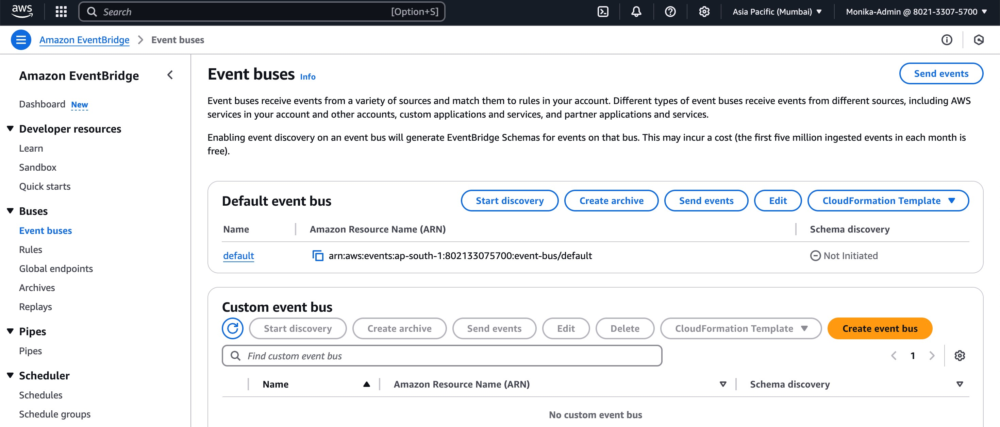 aws
Search [Option+S]
Asia Pacific (Mumbai)
Monika-Admin @ 8021-3307-5700
Amazon EventBridge > Event buses
Amazon EventBridge
Dashboard New
Developer resources
Learn
Sandbox
Quick starts
Buses
Event buses
Rules
Global endpoints
Archives
Replays
Pipes
Pipes
Scheduler
Schedules
Schedule groups
Event buses Info
Send events
Event buses receive events from a variety of sources and match them to rules in your account. Different types of event buses receive events from different sources, including AWS
services in your account and other accounts, custom applications and services, and partner applications and services.
Enabling event discovery on an event bus will generate EventBridge Schemas for events on that bus. This may incur a cost (the first five million ingested events in each month is
free).
Default event bus
Start discovery Create archive Send events Edit CloudFormation Template
Name Amazon Resource Name (ARN) Schema discovery
default arn:aws:events:ap-south-1:802133075700:event-bus/default Not Initiated
Custom event bus
Start discovery Create archive Send events Edit Delete CloudFormation Template Create event bus
Find custom event bus 1
Name Amazon Resource Name (ARN) Schema discovery
No custom event bus